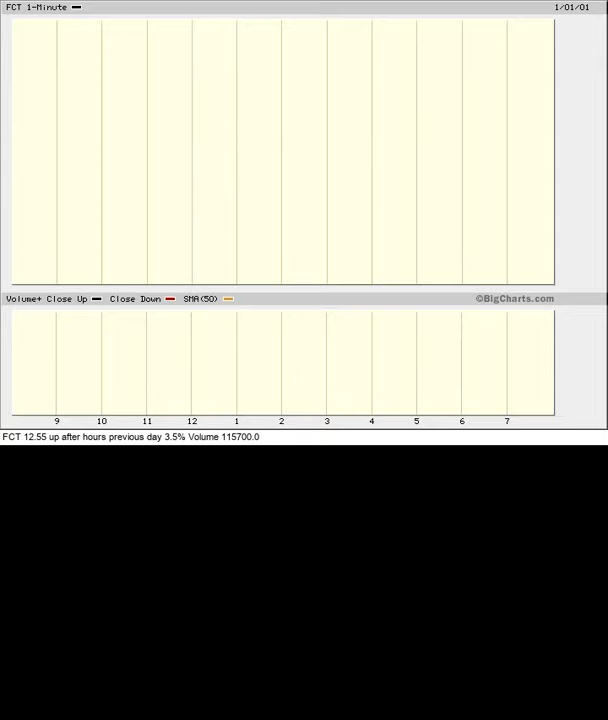 FCT 1-Minute 1/01/01
Volume+ Close Up Close Down SMA(50) ©BigCharts.com
9 10 11 12 1 2 3 4 5 6 7
FCT 12.55 up after hours previous day 3.5% Volume 115700.0